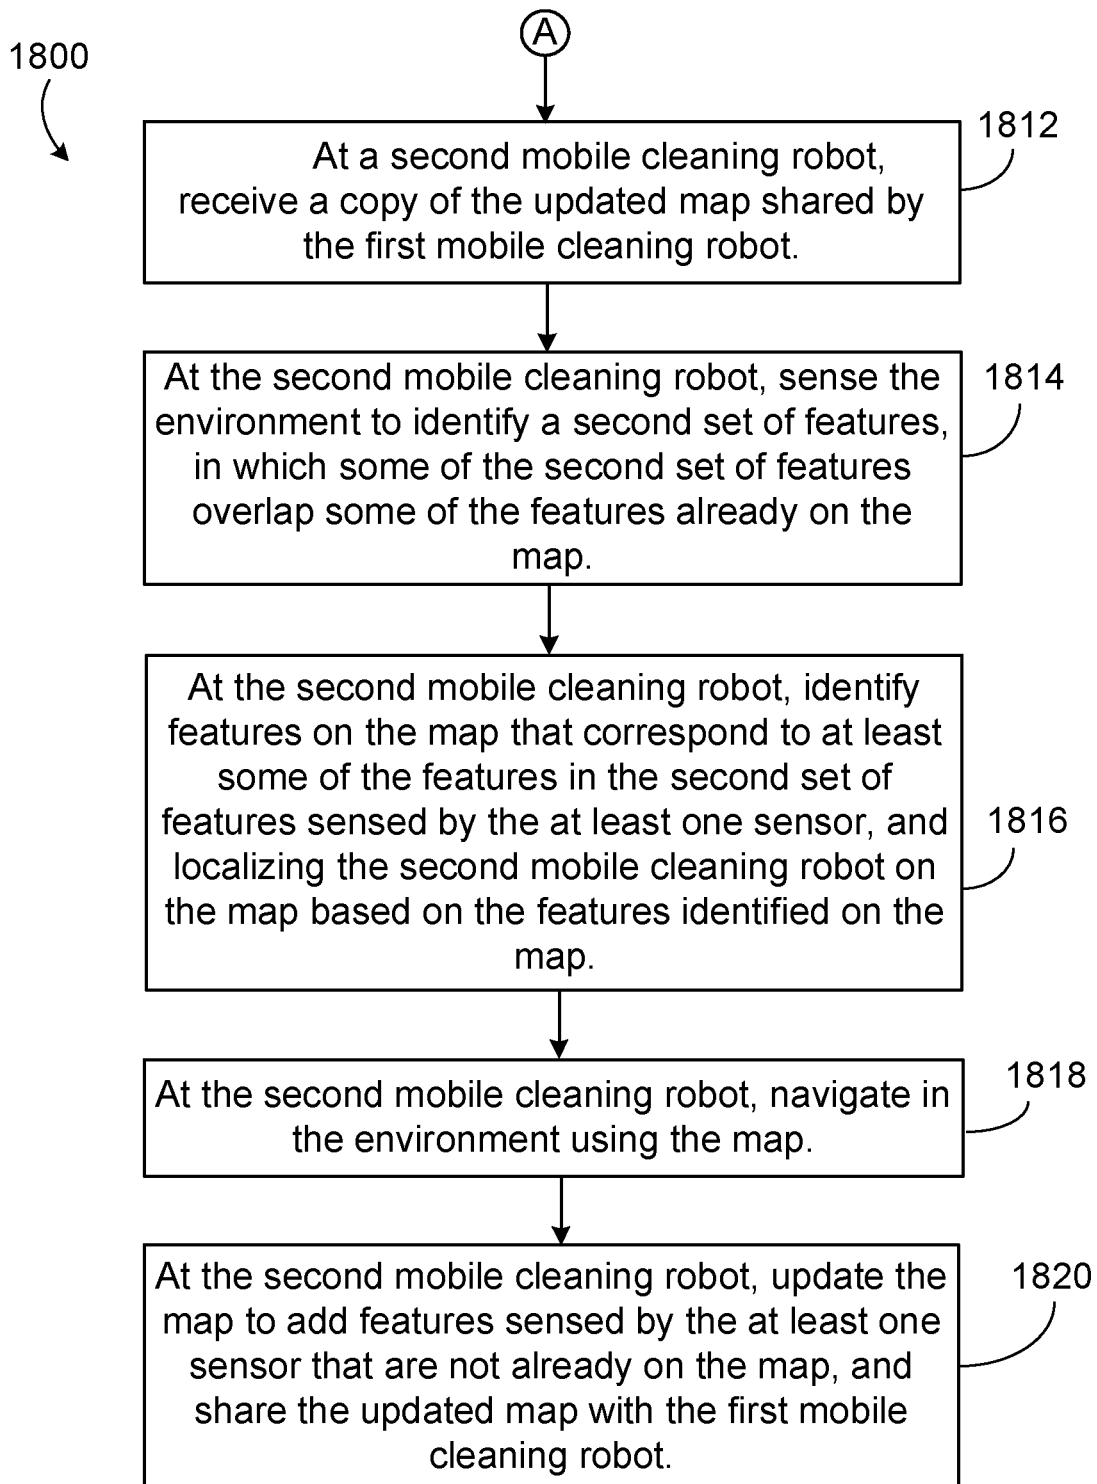 A
1800
1812
At a second mobile cleaning robot,
receive a copy of the updated map shared by
the first mobile cleaning robot.
1814
At the second mobile cleaning robot, sense the
environment to identify a second set of features,
in which some of the second set of features
overlap some of the features already on the
map.
At the second mobile cleaning robot, identify
features on the map that correspond to at least
some of the features in the second set of
features sensed by the at least one sensor, and
localizing the second mobile cleaning robot on
the map based on the features identified on the
map.
1816
1818
At the second mobile cleaning robot, navigate in
the environment using the map.
1820
At the second mobile cleaning robot, update the
map to add features sensed by the at least one
sensor that are not already on the map, and
share the updated map with the first mobile
cleaning robot.